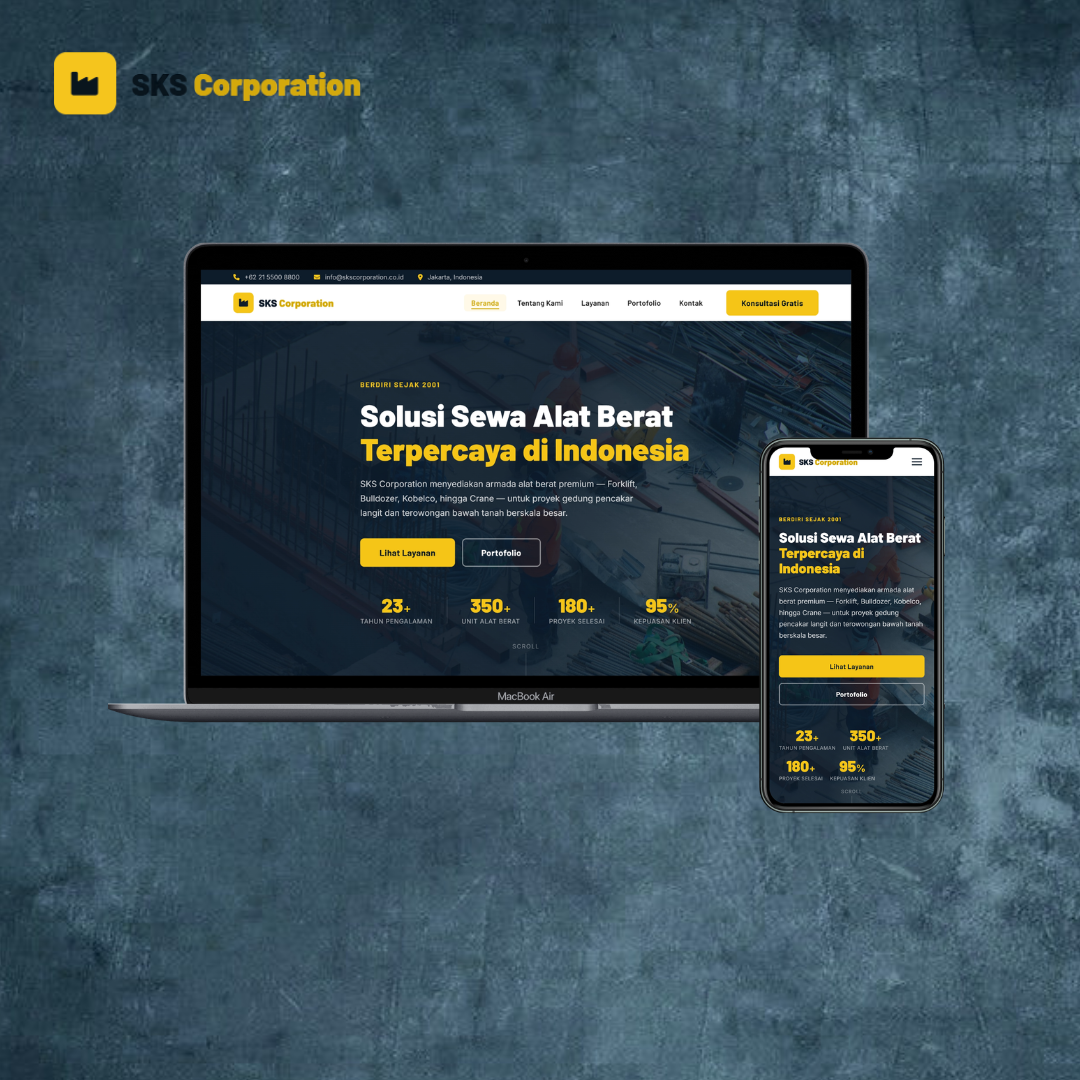 SKS Corporation
+62 21 5500 8800 info@skscorporation.co.id Jakarta, Indonesia
SKS Corporation Beranda Tentang Kami Layanan Portofolio Kontak Konsultasi Gratis
BERDIRI SEJAK 2001
Solusi Sewa Alat Berat
Terpercaya di Indonesia
SKS Corporation menyediakan armada alat berat premium — Forklift,
Bulldozer, Kobelco, hingga Crane — untuk proyek gedung pencakar
langit dan terowongan bawah tanah berskala besar.
Lihat Layanan Portofolio
23+ 350+ 180+ 95%
TAHUN PENGALAMAN UNIT ALAT BERAT PROYEK SELESAI KEPUASAN KLIEN
SCROLL
MacBook Air
SKS Corporation
BERDIRI SEJAK 2001
Solusi Sewa Alat Berat
Terpercaya di
Indonesia
SKS Corporation menyediakan armada alat
berat premium — Forklift, Bulldozer, Kobelco,
hingga Crane — untuk proyek gedung
pencakar langit dan terowongan bawah tanah
berskala besar.
Lihat Layanan
Portofolio
23+ 350+
TAHUN PENGALAMAN UNIT ALAT BERAT
180+ 95%
PROYEK SELESAI KEPUASAN KLIEN
SCROLL